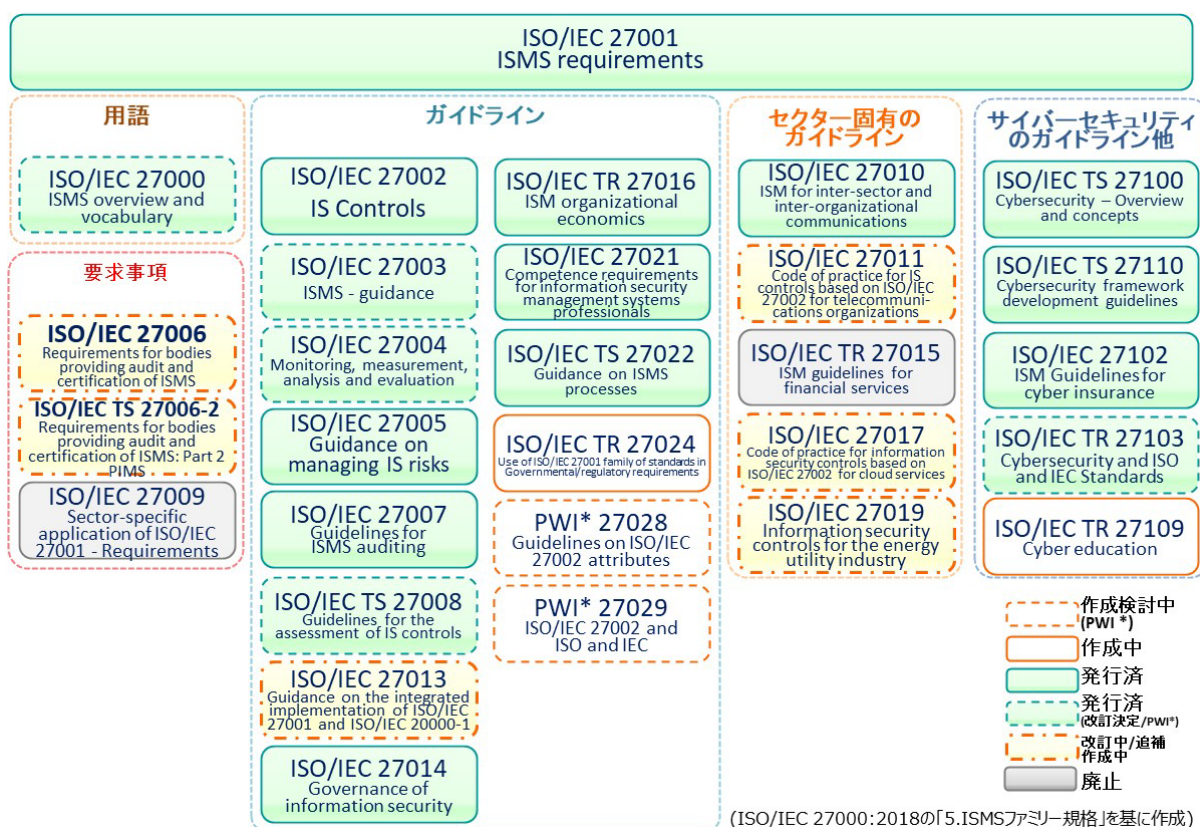 ISO/IEC 27001
ISMS requirements
用語
ISO/IEC 27000
ISMS overview and
vocabulary
要求事項
ISO/IEC 27006
Requirements for bodies
providing audit and
certification of ISMS
ISO/IEC TS 27006-2
Requirements for bodies
providing audit and
certification of ISMS: Part 2
PIMS
ISO/IEC 27009
Sector-specific
application of ISO/IEC
27001 - Requirements
ガイドライン
ISO/IEC 27002
IS Controls
ISO/IEC 27003
ISMS - guidance
ISO/IEC 27004
Monitoring, measurement,
analysis and evaluation
ISO/IEC 27005
Guidance on
managing IS risks
ISO/IEC 27007
Guidelines for
ISMS auditing
ISO/IEC TS 27008
Guidelines for the
assessment of IS controls
ISO/IEC 27013
Guidance on the integrated
implementation of ISO/IEC
27001 and ISO/IEC 20000-1
ISO/IEC 27014
Governance of
information security
ISO/IEC TR 27016
ISM organizational
economics
ISO/IEC 27021
Competence requirements
for information security
management systems
professionals
ISO/IEC TS 27022
Guidance on ISMS
processes
ISO/IEC TR 27024
Use of ISO/IEC 27001 family of standards in
Governmental/regulatory requirements
PWI* 27028
Guidelines on ISO/IEC
27002 attributes
PWI* 27029
ISO/IEC 27002 and
ISO and IEC
セクター固有の
ガイドライン
ISO/IEC 27010
ISM for inter-sector and
inter-organizational
communications
ISO/IEC 27011
Code of practice for IS
controls based on ISO/IEC
27002 for telecommuni-
cations organizations
ISO/IEC TR 27015
ISM guidelines for
financial services
ISO/IEC 27017
Code of practice for information
security controls based on
ISO/IEC 27002 for cloud services
ISO/IEC 27019
Information security
controls for the energy
utility industry
サイバーセキュリティ
のガイドライン他
ISO/IEC TS 27100
Cybersecurity – Overview
and concepts
ISO/IEC TS 27110
Cybersecurity framework
development guidelines
ISO/IEC 27102
ISM Guidelines for
cyber insurance
ISO/IEC TR 27103
Cybersecurity and ISO
and IEC Standards
ISO/IEC TR 27109
Cyber education
作成検討中
(PWI *)
作成中
発行済
発行済
(改訂決定/PWI*)
改訂中/追補
作成中
廃止
(ISO/IEC 27000:2018の「5.ISMSファミリー規格」を基に作成)